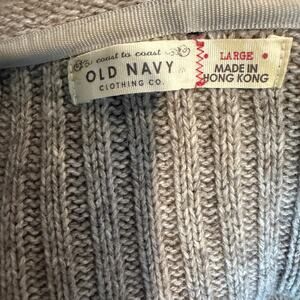 coast to coast
OLD NAVY
CLOTHING CO.
LARGE
MADE IN
HONG KONG